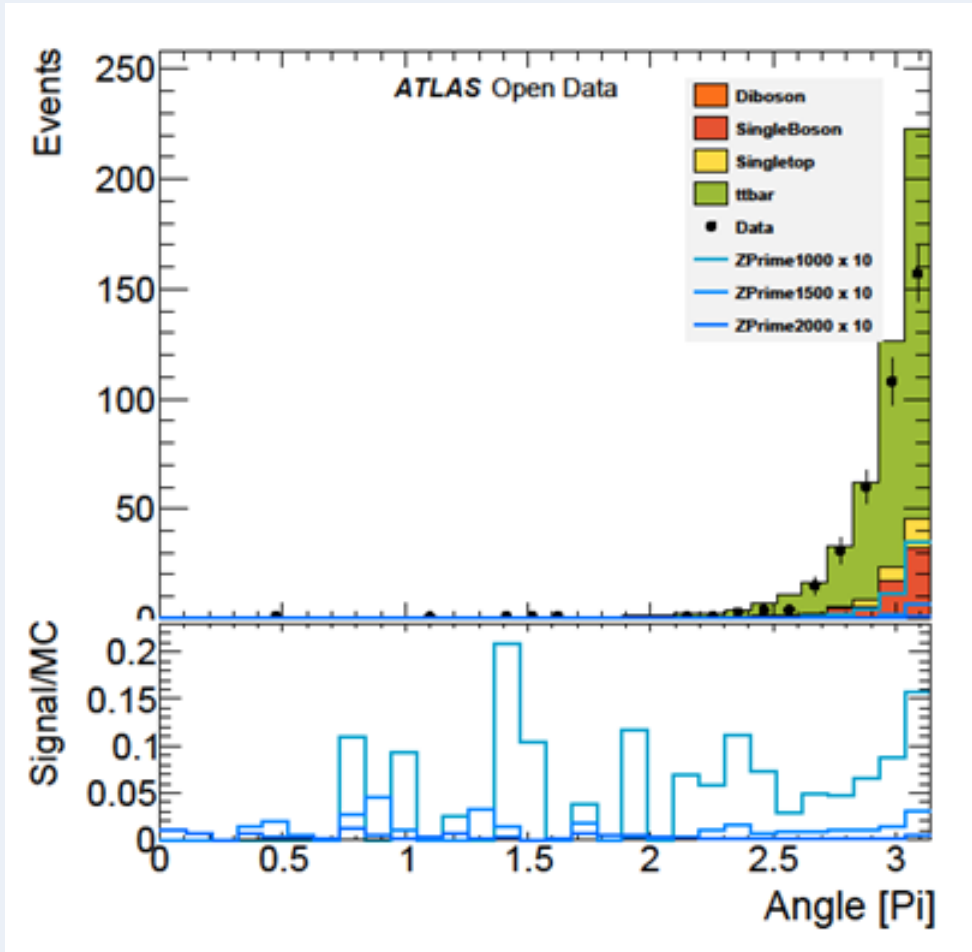 Events
250
200
150
100
50
0
ATLAS Open Data
Diboson
SingleBoson
Singletop
ttbar
Data
ZPrime1000 x 10
ZPrime1500 x 10
ZPrime2000 x 10
Signal/MC
0.2
0.15
0.1
0.05
0
0 0.5 1 1.5 2 2.5 3
Angle [Pi]